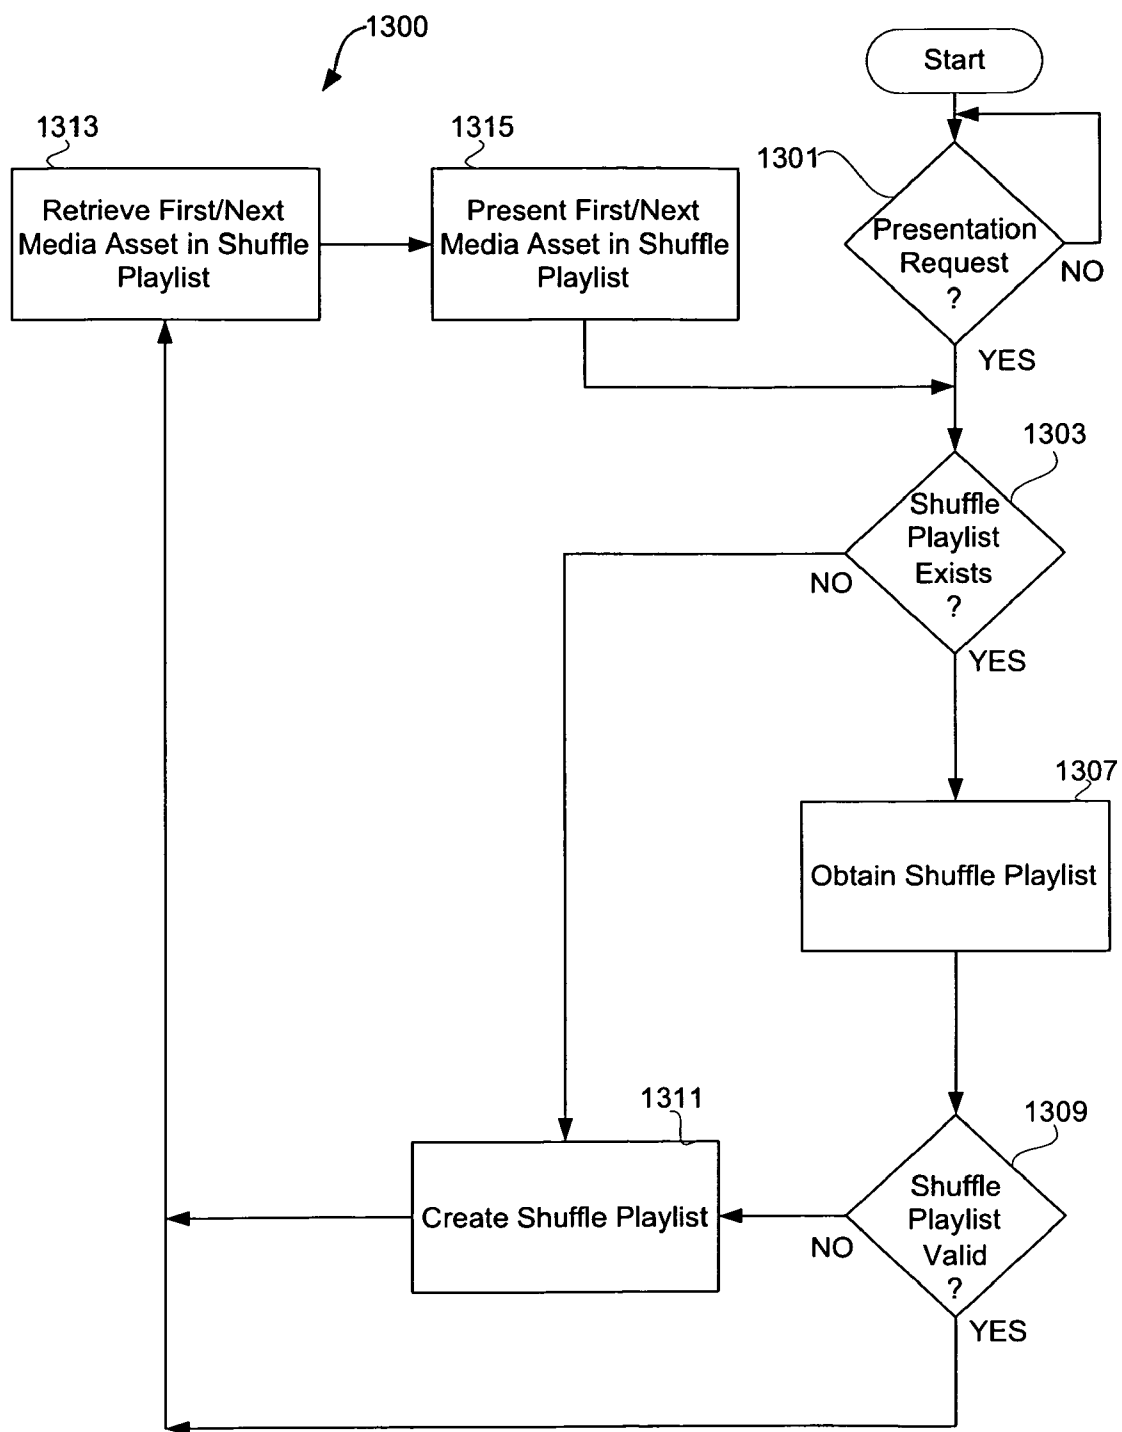 1300
Start
1313
1315
1301
Retrieve First/Next
Media Asset in Shuffle
Playlist
Present First/Next
Media Asset in Shuffle
Playlist
Presentation
Request
?
NO
YES
1303
Shuffle
Playlist
Exists
?
NO
YES
1307
Obtain Shuffle Playlist
1311
1309
Create Shuffle Playlist
Shuffle
Playlist
Valid
?
NO
YES